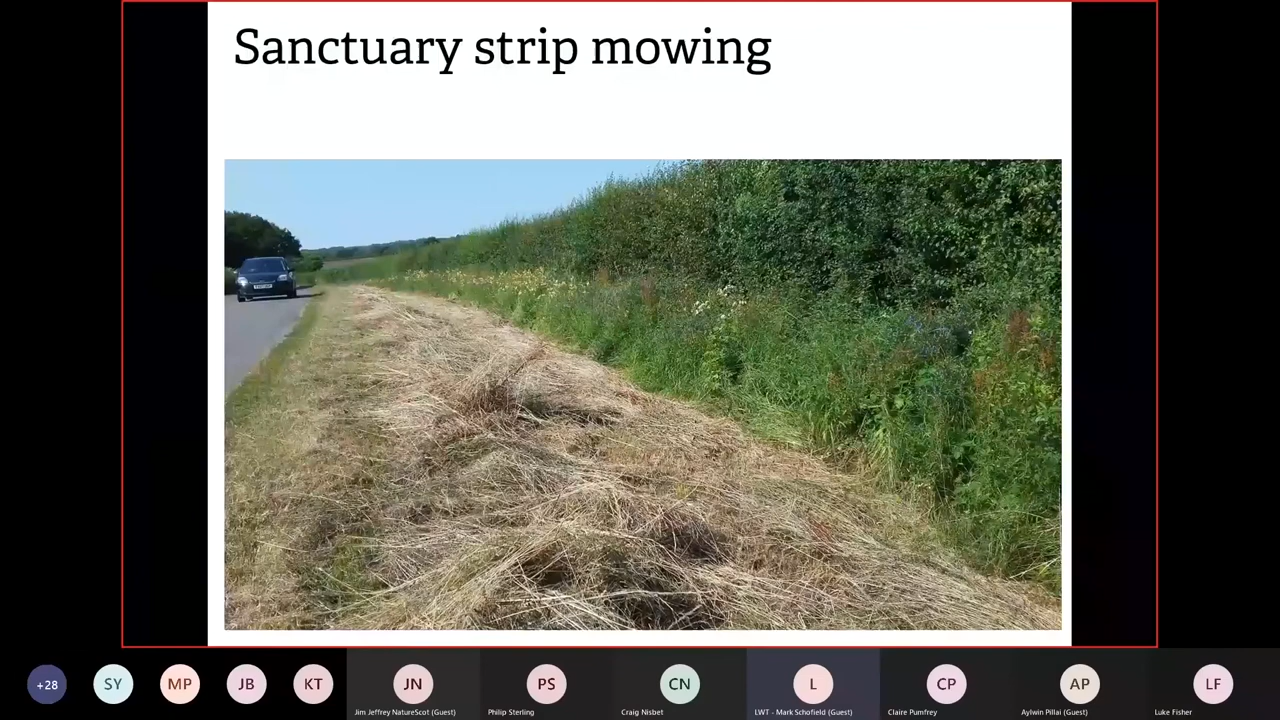 Sanctuary strip mowing
+28
SY
MP
JB
KT
JN
PS
CN
L
CP
AP
LF
Jim Jeffrey NatureScot (Guest)
Philip Sterling
Craig Nisbet
LWT - Mark Schofield (Guest)
Claire Pumfrey
Aylwin Pillai (Guest)
Luke Fisher